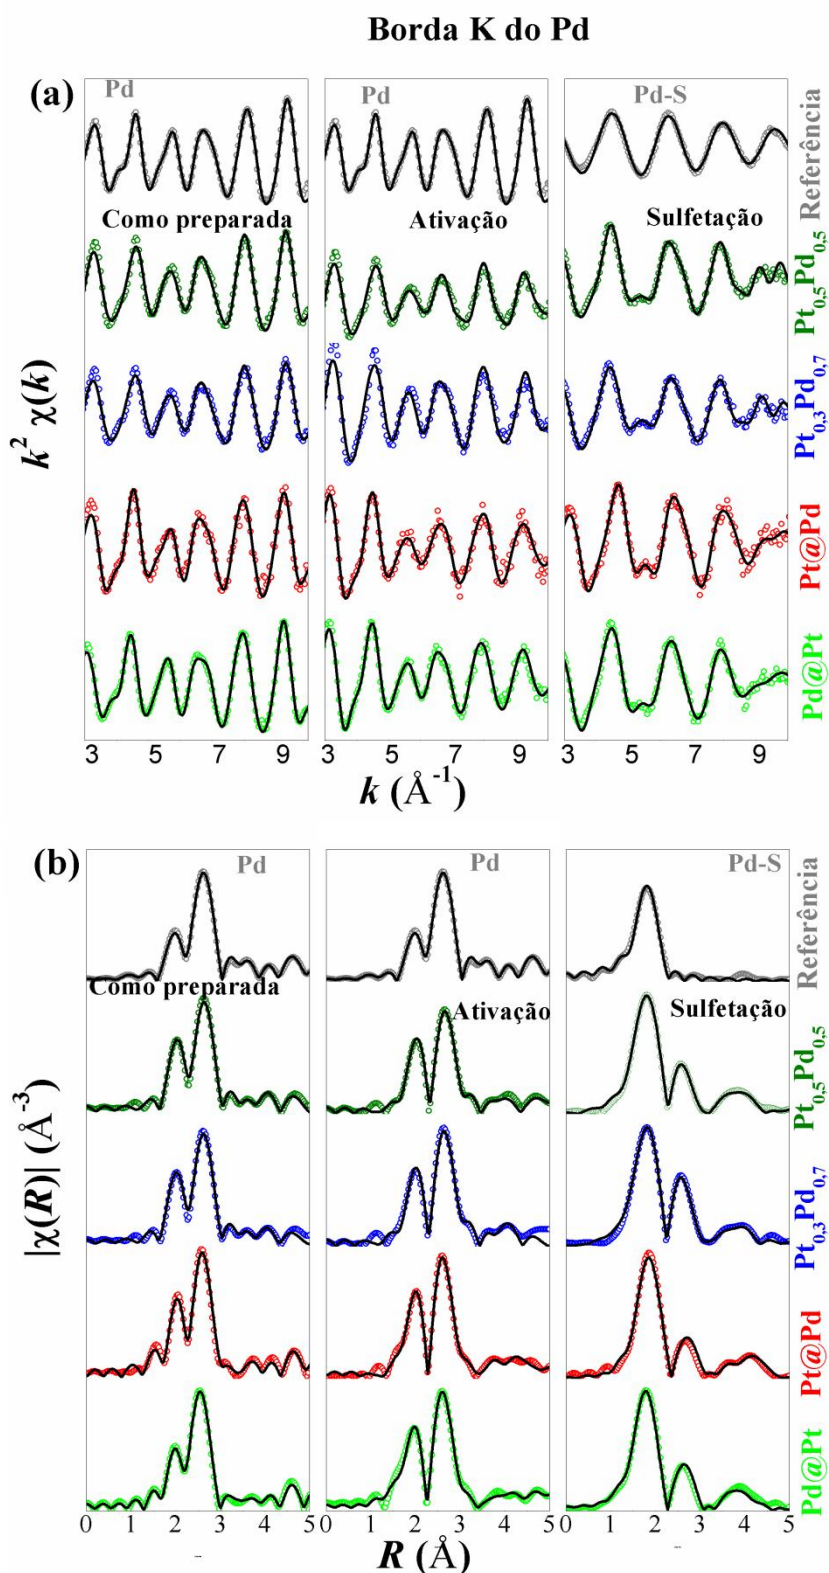 Borda K do Pd
(a)
Pd
Pd
Pd-S
Referência
Como preparada
Ativação
Sulfetação
Pt0,5Pd0,5
Pt0,3Pd0,7
Pt@Pd
Pd@Pt
k² χ(k)
3 5 7 9
3 5 7 9
3 5 7 9
k (Å⁻¹)
(b)
Pd
Pd
Pd-S
Referência
Como preparada
Ativação
Sulfetação
Pt0,5Pd0,5
Pt0,3Pd0,7
Pt@Pd
Pd@Pt
|χ(R)| (Å⁻³)
0 1 2 3 4 5
0 1 2 3 4 5
0 1 2 3 4 5
R (Å)